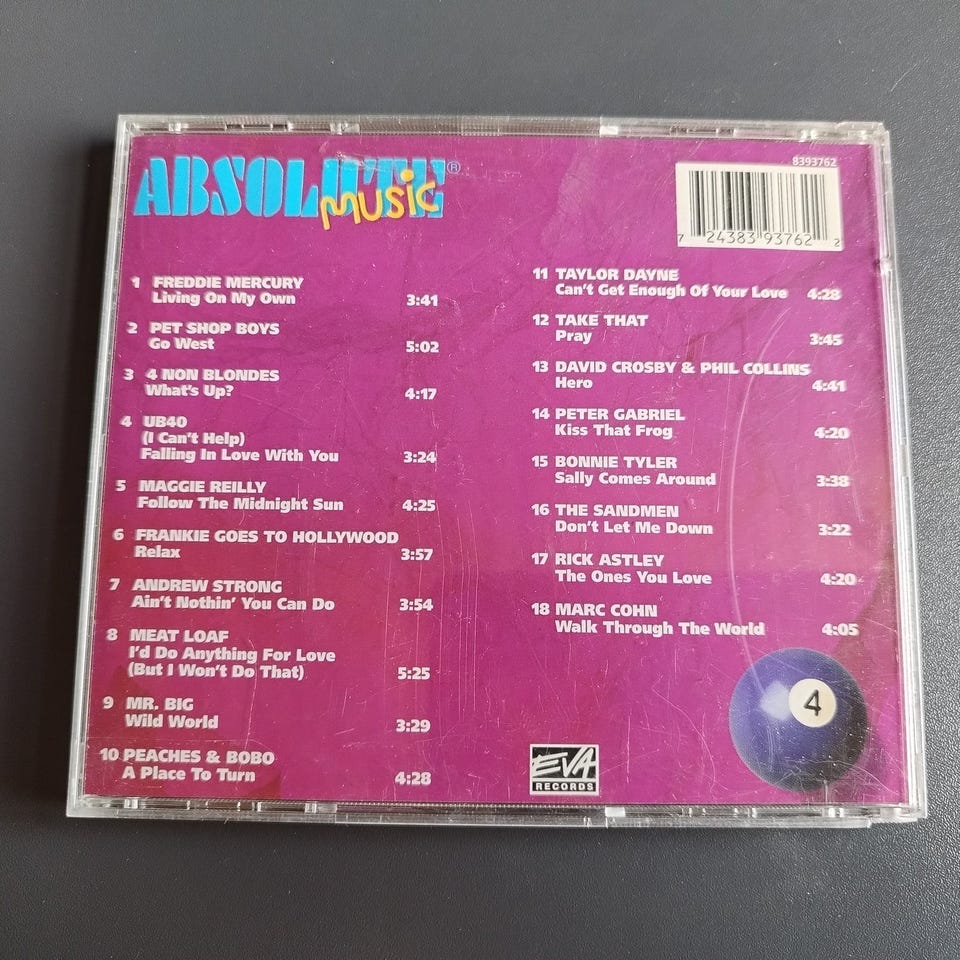 ABSOLUTE®
MUSiC
8393762
7 24383 93762 2
1 FREDDIE MERCURY
Living On My Own 3:41
2 PET SHOP BOYS
Go West 5:02
3 4 NON BLONDES
What's Up? 4:17
4 UB40
(I Can't Help)
Falling In Love With You 3:24
5 MAGGIE REILLY
Follow The Midnight Sun 4:25
6 FRANKIE GOES TO HOLLYWOOD
Relax 3:57
7 ANDREW STRONG
Ain't Nothin' You Can Do 3:54
8 MEAT LOAF
I'd Do Anything For Love
(But I Won't Do That) 5:25
9 MR. BIG
Wild World 3:29
10 PEACHES & BOBO
A Place To Turn 4:28
11 TAYLOR DAYNE
Can't Get Enough Of Your Love 4:28
12 TAKE THAT
Pray 3:45
13 DAVID CROSBY & PHIL COLLINS
Hero 4:41
14 PETER GABRIEL
Kiss That Frog 4:20
15 BONNIE TYLER
Sally Comes Around 3:38
16 THE SANDMEN
Don't Let Me Down 3:22
17 RICK ASTLEY
The Ones You Love 4:20
18 MARC COHN
Walk Through The World 4:05
4
EVA
RECORDS